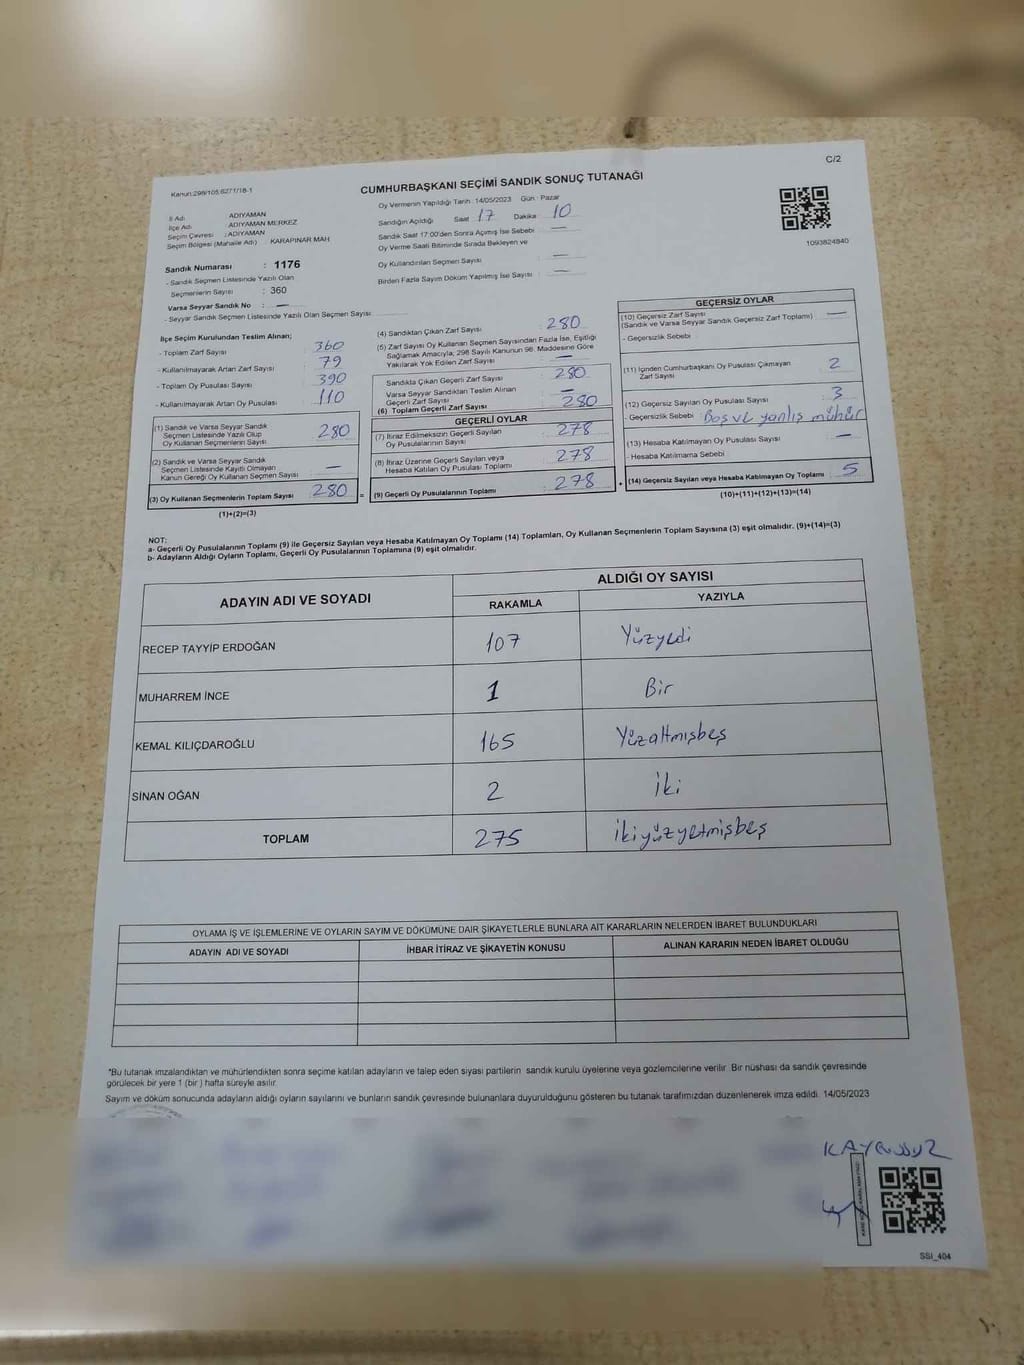 Kanun:298/105,6271/18-1
C/2
CUMHURBAŞKANI SEÇİMİ SANDIK SONUÇ TUTANAĞI
İl Adı : ADIYAMAN
İlçe Adı : ADIYAMAN MERKEZ
Seçim Çevresi : ADIYAMAN
Seçim Bölgesi (Mahalle Adı) : KARAPINAR MAH
Sandık Numarası : 1176
- Sandık Seçmen Listesinde Yazılı Olan
Seçmenlerin Sayısı : 360
Varsa Seyyar Sandık No : —
- Seyyar Sandık Seçmen Listesinde Yazılı Olan Seçmen Sayısı:
Oy Vermenin Yapıldığı Tarih : 14/05/2023 Gün : Pazar
Sandığın Açıldığı Saat 17 Dakika 10
Sandık Saat 17:00'den Sonra Açımış İse Sebebi : —
Oy Verme Saati Bitiminde Sırada Bekleyen ve
Oy Kullandırılan Seçmen Sayısı : —
Birden Fazla Sayım Döküm Yapılmış İse Sayısı : —
1093824840
İlçe Seçim Kurulundan Teslim Alınan;
- Toplam Zarf Sayısı 360
- Kullanılmayarak Artan Zarf Sayısı 79
- Toplam Oy Pusulası Sayısı 390
- Kullanılmayarak Artan Oy Pusulası 110
(1) Sandık ve Varsa Seyyar Sandık
Seçmen Listesinde Yazılı Olup
Oy Kullanan Seçmenlerin Sayısı 280
(2) Sandık ve Varsa Seyyar Sandık
Seçmen Listesinde Kayıtlı Olmayan
Kanun Gereği Oy Kullanan Seçmen Sayısı —
(3) Oy Kullanan Seçmenlerin Toplam Sayısı 280 =
(1)+(2)=(3)
(4) Sandıktan Çıkan Zarf Sayısı : 280
(5) Zarf Sayısı Oy Kullanan Seçmen Sayısından Fazla İse, Eşitliği
Sağlamak Amacıyla, 298 Sayılı Kanunun 98. Maddesine Göre
Yakılarak Yok Edilen Zarf Sayısı : —
Sandıkta Çıkan Geçerli Zarf Sayısı : 280
Varsa Seyyar Sandıktan Teslim Alınan
Geçerli Zarf Sayısı : —
(6) Toplam Geçerli Zarf Sayısı : 280
GEÇERLİ OYLAR
(7) İtiraz Edilmeksizin Geçerli Sayılan
Oy Pusulalarının Sayısı : 278
(8) İtiraz Üzerine Geçerli Sayılan veya
Hesaba Katılan Oy Pusulası Toplamı : 278
(9) Geçerli Oy Pusulalarının Toplamı : 278 +
GEÇERSİZ OYLAR
(10) Geçersiz Zarf Sayısı : —
(Sandık ve Varsa Seyyar Sandık Geçersiz Zarf Toplamı)
- Geçersizlik Sebebi
(11) İçinden Cumhurbaşkanı Oy Pusulası Çıkmayan
Zarf Sayısı : 2
(12) Geçersiz Sayılan Oy Pusulası Sayısı : 3
- Geçersizlik Sebebi : Boş ve yanlış mühür
(13) Hesaba Katılmayan Oy Pusulası Sayısı : —
- Hesaba Katılmama Sebebi
(14) Geçersiz Sayılan veya Hesaba Katılmayan Oy Toplamı : 5
(10)+(11)+(12)+(13)=(14)
NOT:
a- Geçerli Oy Pusulalarının Toplamı (9) ile Geçersiz Sayılan veya Hesaba Katılmayan Oy Toplamı (14) Toplamları, Oy Kullanan Seçmenlerin Toplam Sayısına (3) eşit olmalıdır. (9)+(14)=(3)
b- Adayların Aldığı Oyların Toplamı, Geçerli Oy Pusulalarının Toplamına (9) eşit olmalıdır.
ADAYIN ADI VE SOYADI
ALDIĞI OY SAYISI
RAKAMLA YAZIYLA
RECEP TAYYİP ERDOĞAN 107 Yüzyedi
MUHARREM İNCE 1 Bir
KEMAL KILIÇDAROĞLU 165 Yüzaltmışbeş
SİNAN OĞAN 2 İki
TOPLAM 275 İkiyüzyetmişbeş
OYLAMA İŞ VE İŞLEMLERİNE VE OYLARIN SAYIM VE DÖKÜMÜNE DAİR ŞİKAYETLERLE BUNLARA AİT KARARLARIN NELERDEN İBARET BULUNDUKLARI
ADAYIN ADI VE SOYADI İHBAR İTİRAZ VE ŞİKAYETİN KONUSU ALINAN KARARIN NEDEN İBARET OLDUĞU
*Bu tutanak imzalandıktan ve mühürlendikten sonra seçime katılan adayların ve talep eden siyasi partilerin sandık kurulu üyelerine veya gözlemcilerine verilir. Bir nüshası da sandık çevresinde
görülecek bir yere 1 (bir) hafta süreyle asılır.
Sayım ve döküm sonucunda adayların aldığı oyların sayılarını ve bunların sandık çevresinde bulunanlara duyurulduğunu gösteren bu tutanak tarafımızdan düzenlenerek imza edildi. 14/05/2023
SSI_404